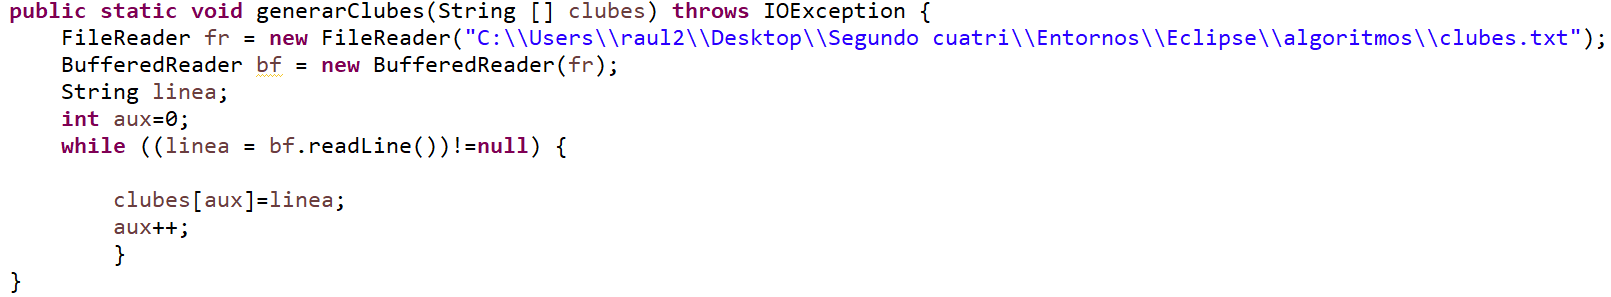 public static void generarClubes(String [] clubes) throws IOException {
    FileReader fr = new FileReader("C:\\Users\\raul2\\Desktop\\Segundo cuatri\\Entornos\\Eclipse\\algoritmos\\clubes.txt");
    BufferedReader bf = new BufferedReader(fr);
    String linea;
    int aux=0;
    while ((linea = bf.readLine())!=null) {
        clubes[aux]=linea;
        aux++;
        }
}